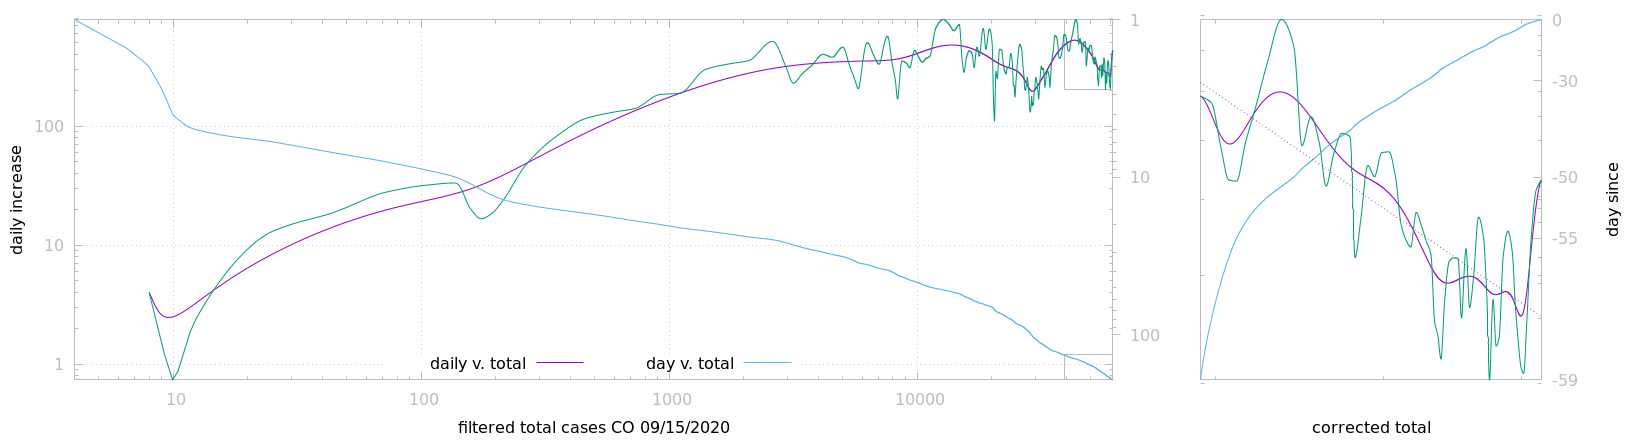 daily increase
100
10
1
10
100
1000
10000
1
10
100
daily v. total
day v. total
filtered total cases CO 09/15/2020
0
-30
-50
-55
-59
day since
corrected total